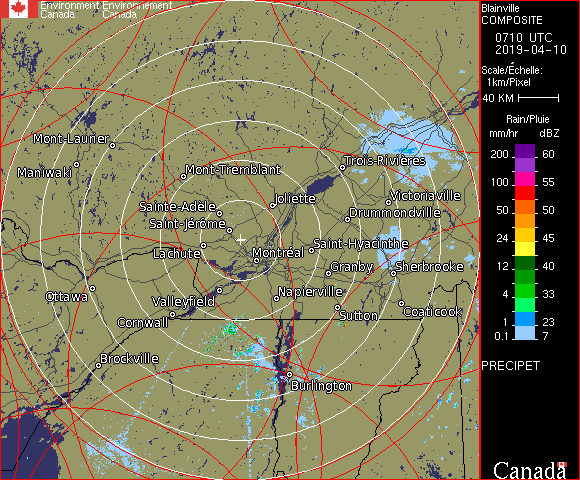 Environment Environnement
Canada Canada
Blainville
COMPOSITE
0710 UTC
2019-04-10
Scale/Échelle:
1km/Pixel
40 KM
Rain/Pluie
mm/hr dBZ
200 60
100 55
50 50
24 45
12 40
4 33
1 23
0.1 7
PRECIPET
Canada
Mont-Laurier
Maniwaki
Mont-Tremblant
Trois-Rivières
Sainte-Adèle
Joliette
Victoriaville
Saint-Jérôme
Drummondville
Lachute
Montréal
Saint-Hyacinthe
Granby
Sherbrooke
Ottawa
Valleyfield
Napierville
Cornwall
Sutton
Coaticook
Brockville
Burlington